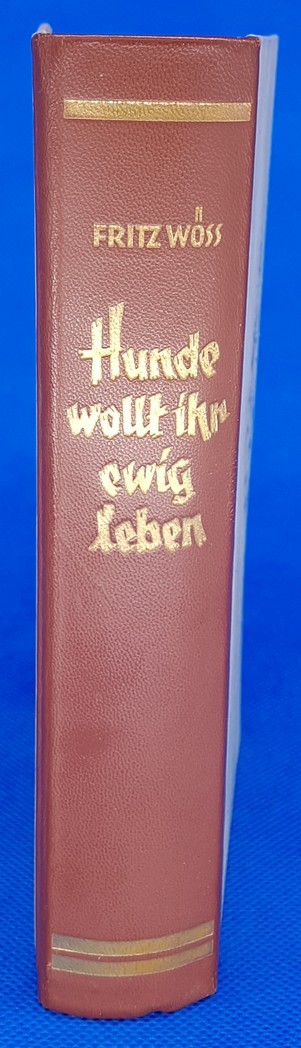 FRITZ WÖSS
Hunde
wollt ihr
ewig
leben